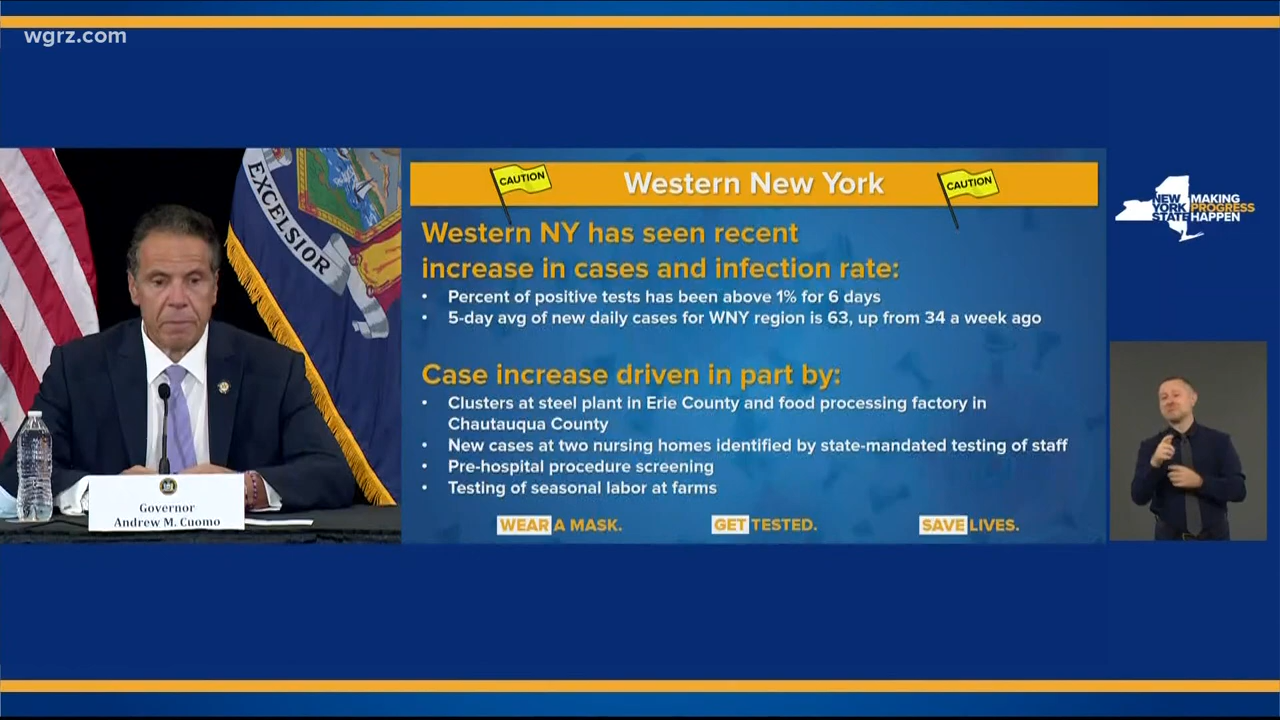 wgrz.com
EXCELSIOR
Governor
Andrew M. Cuomo
CAUTION
Western New York
CAUTION
Western NY has seen recent
increase in cases and infection rate:
• Percent of positive tests has been above 1% for 6 days
• 5-day avg of new daily cases for WNY region is 63, up from 34 a week ago
Case increase driven in part by:
• Clusters at steel plant in Erie County and food processing factory in
Chautauqua County
• New cases at two nursing homes identified by state-mandated testing of staff
• Pre-hospital procedure screening
• Testing of seasonal labor at farms
WEAR A MASK. GET TESTED. SAVE LIVES.
NEW YORK STATE
MAKING
PROGRESS
HAPPEN